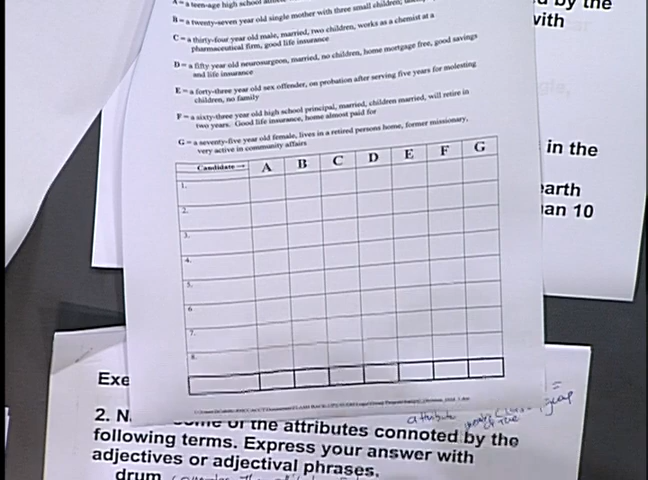 A – a teen-age high school
B – a twenty-seven year old single mother with three small children;
C – a thirty-four year old male, married, two children, works as a chemist at a
pharmaceutical firm, good life insurance
D – a fifty year old neurosurgeon, married, no children, home mortgage free, good savings
and life insurance
E – a forty-three year old sex offender, on probation after serving five years for molesting
children, no family
F – a sixty-three year old high school principal, married, children married, will retire in
two years. Good life insurance, home almost paid for
G – a seventy-five year old female, lives in a retired persons home, former missionary,
very active in community affairs
Candidate → A B C D E F G
1.
2.
3.
4.
5.
6.
7.
8.
by the
with
in the
earth
an 10
Exe
2. N of the attributes connoted by the
following terms. Express your answer with
adjectives or adjectival phrases.
drum
attribute